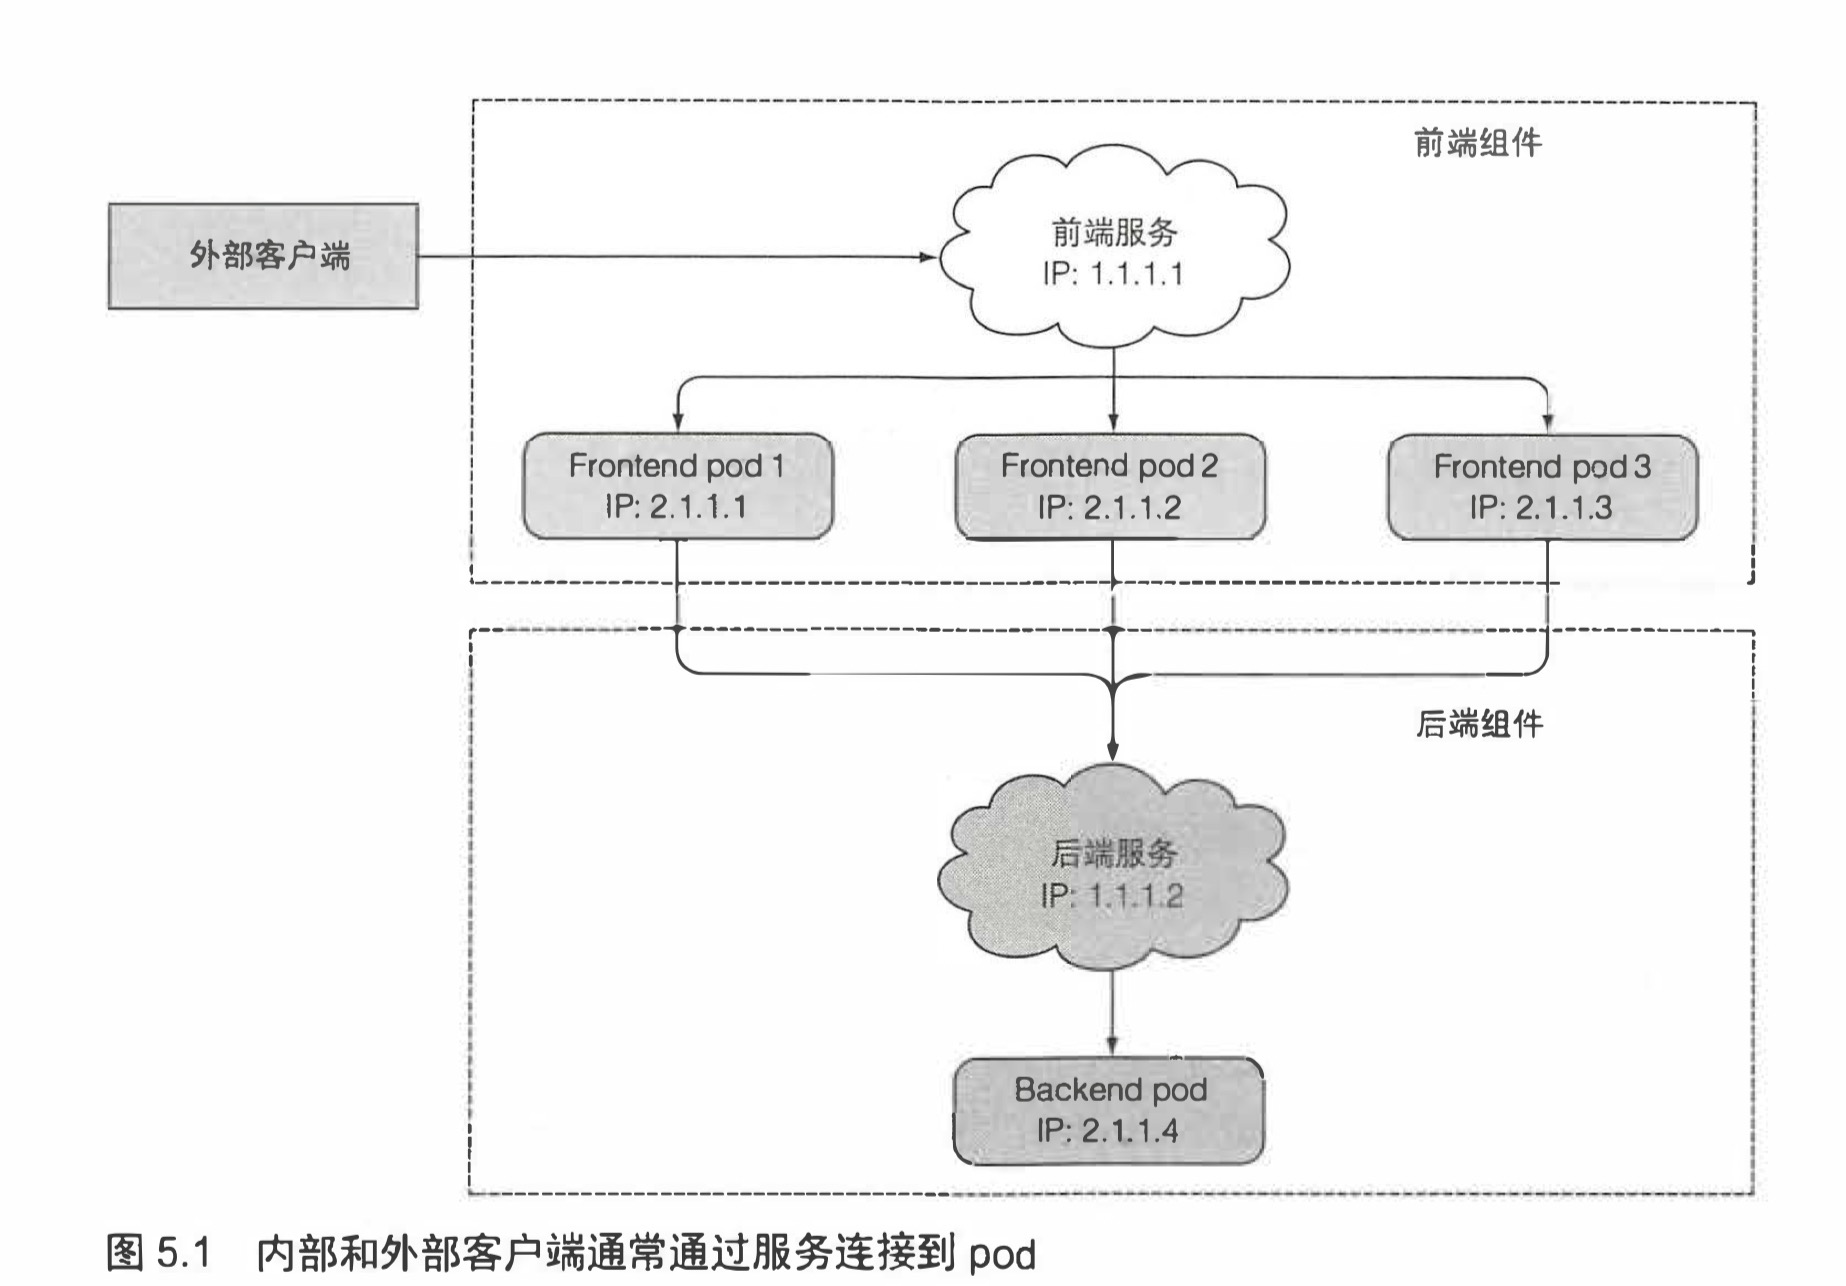 前端组件
外部客户端
前端服务
IP: 1.1.1.1
Frontend pod 1
IP: 2.1.1.1
Frontend pod 2
IP: 2.1.1.2
Frontend pod 3
IP: 2.1.1.3
后端组件
后端服务
IP: 1.1.1.2
Backend pod
IP: 2.1.1.4
图 5.1 内部和外部客户端通常通过服务连接到 pod